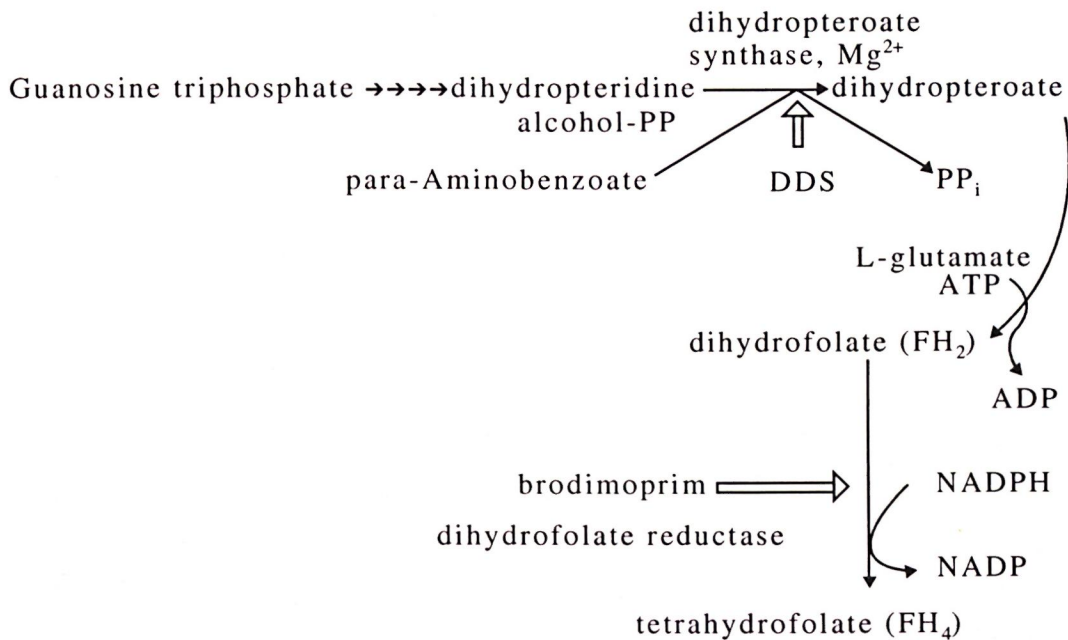 dihydropteroate
synthase, Mg²⁺
Guanosine triphosphate →→→→dihydropteridine → dihydropteroate
alcohol-PP
para-Aminobenzoate DDS PPᵢ
L-glutamate
ATP
dihydrofolate (FH₂)
ADP
brodimoprim NADPH
dihydrofolate reductase
NADP
tetrahydrofolate (FH₄)